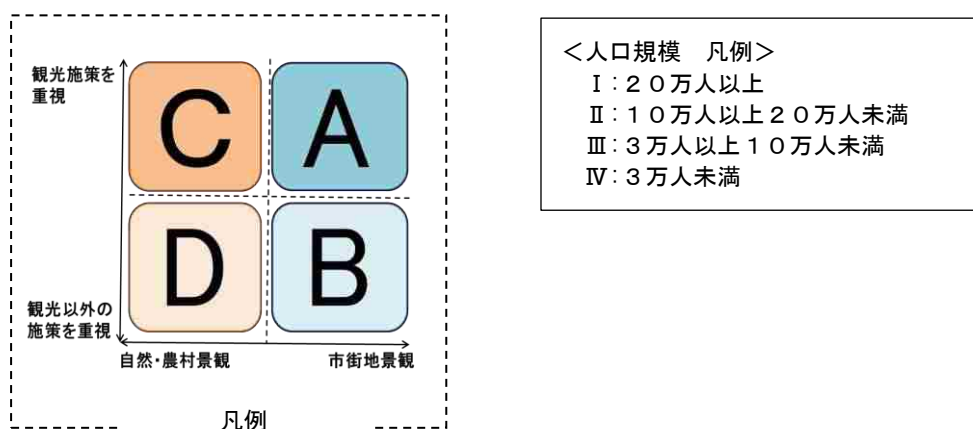 観光施策を
重視
C
A
D
B
観光以外の
施策を重視
自然・農村景観
市街地景観
凡例
＜人口規模　凡例＞
Ⅰ：２０万人以上
Ⅱ：１０万人以上２０万人未満
Ⅲ：３万人以上１０万人未満
Ⅳ：３万人未満